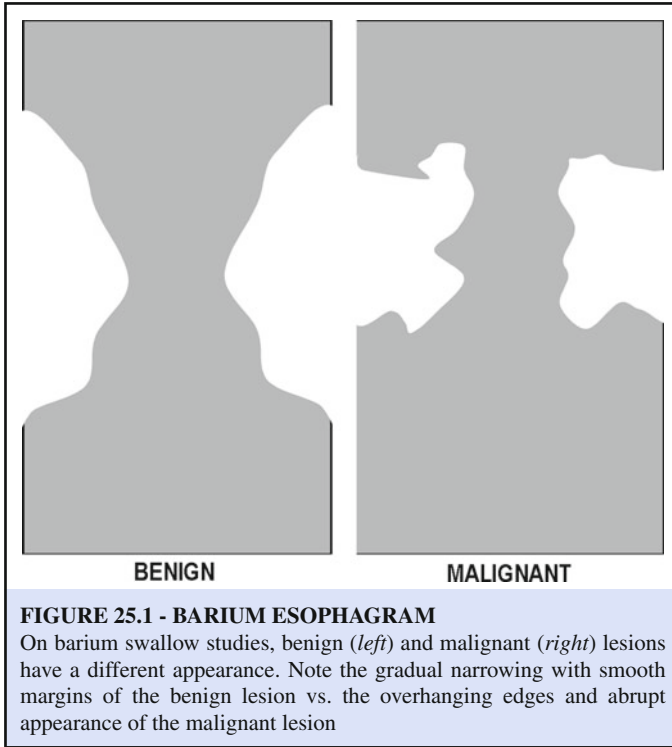 BENIGN
MALIGNANT
FIGURE 25.1 - BARIUM ESOPHAGRAM
On barium swallow studies, benign (left) and malignant (right) lesions
have a different appearance. Note the gradual narrowing with smooth
margins of the benign lesion vs. the overhanging edges and abrupt
appearance of the malignant lesion